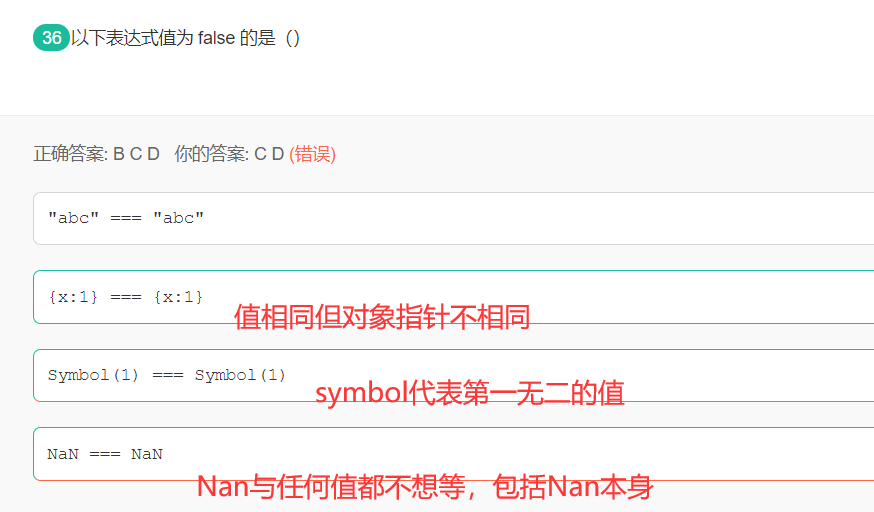 36 以下表达式值为 false 的是（）
正确答案: B C D 你的答案: C D (错误)
"abc" === "abc"
{x:1} === {x:1}
值相同但对象指针不相同
Symbol(1) === Symbol(1)
symbol代表第一无二的值
NaN === NaN
Nan与任何值都不想等，包括Nan本身